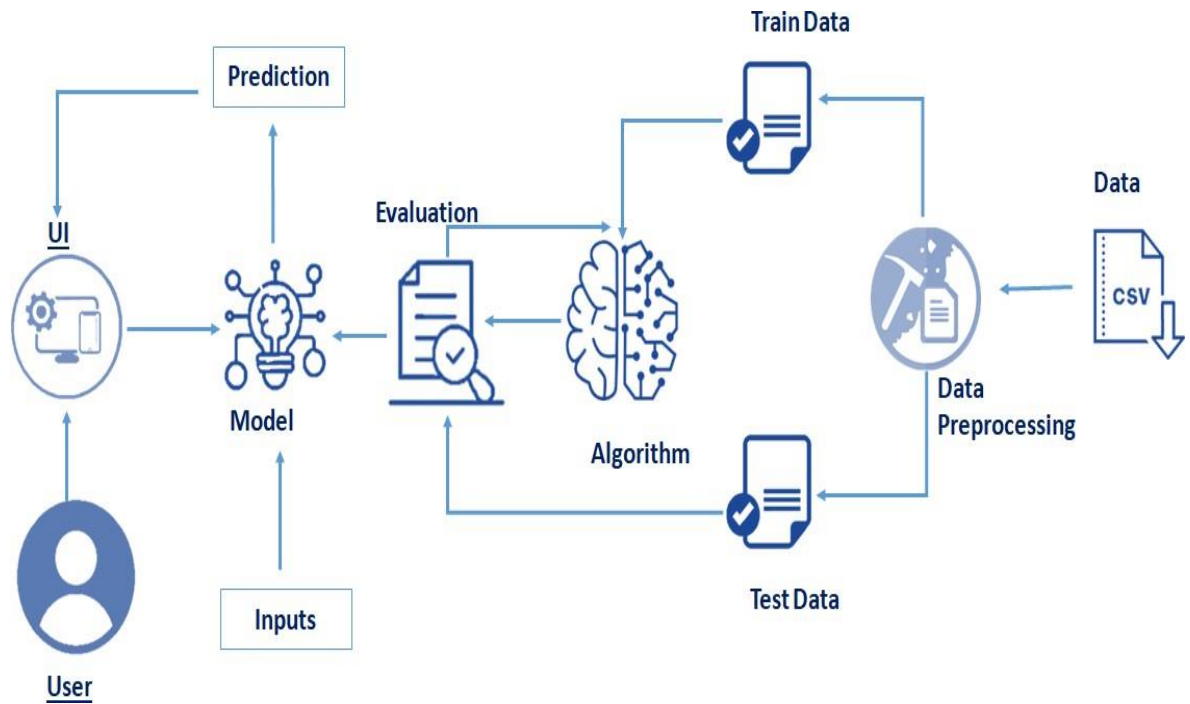 Train Data
Prediction
Data
Evaluation
UI
CSV
Model
Data
Preprocessing
Algorithm
Inputs
Test Data
User